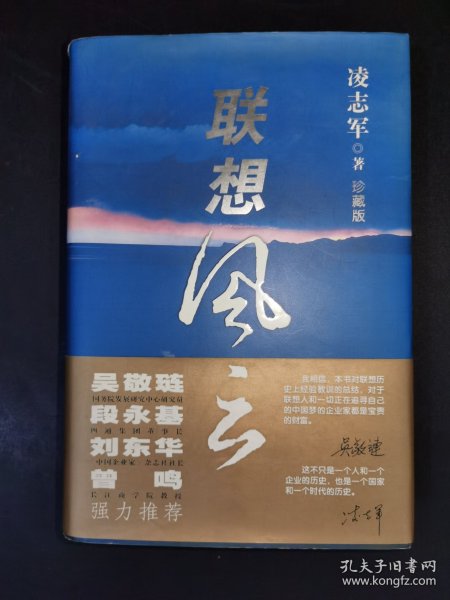 联想风云
凌志军◎著 珍藏版
吴敬琏
国务院发展研究中心研究员
段永基
四通集团董事长
刘东华
中国企业家 杂志社社长
曾鸣
长江商学院教授
强力推荐
我相信，本书对联想历
史上经验教训的总结，对于
联想人和一切正在追寻自己
的中国梦的企业家都是宝贵
的财富。
吴敬琏
这不只是一个人和一个
企业的历史，也是一个国家
和一个时代的历史。
凌志军
孔夫子旧书网
www.kongfz.com